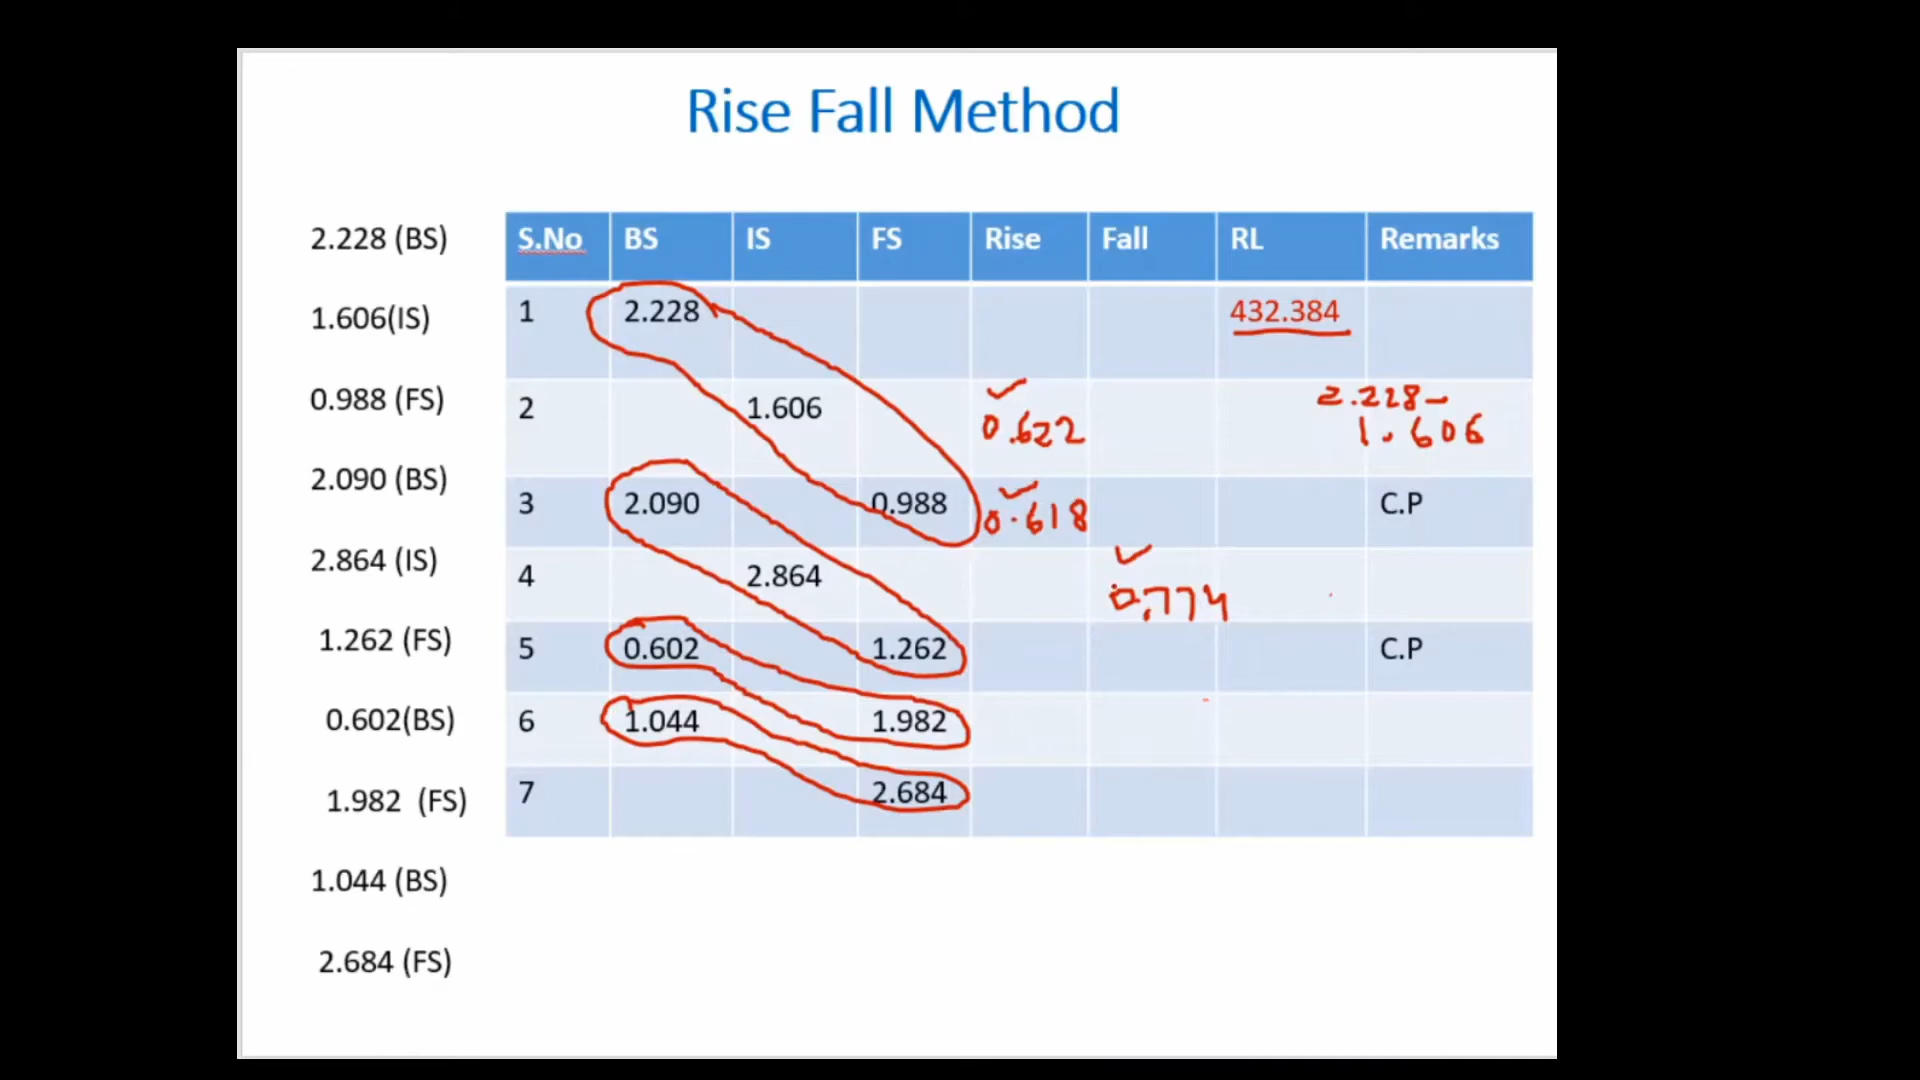 Rise Fall Method
2.228 (BS)
1.606(IS)
0.988 (FS)
2.090 (BS)
2.864 (IS)
1.262 (FS)
0.602(BS)
1.982 (FS)
1.044 (BS)
2.684 (FS)
S.No BS IS FS Rise Fall RL Remarks
1 2.228 432.384
2 1.606 0.622 2.228-
1.606
3 2.090 0.988 0.618 C.P
4 2.864 0.774
5 0.602 1.262 C.P
6 1.044 1.982
7 2.684